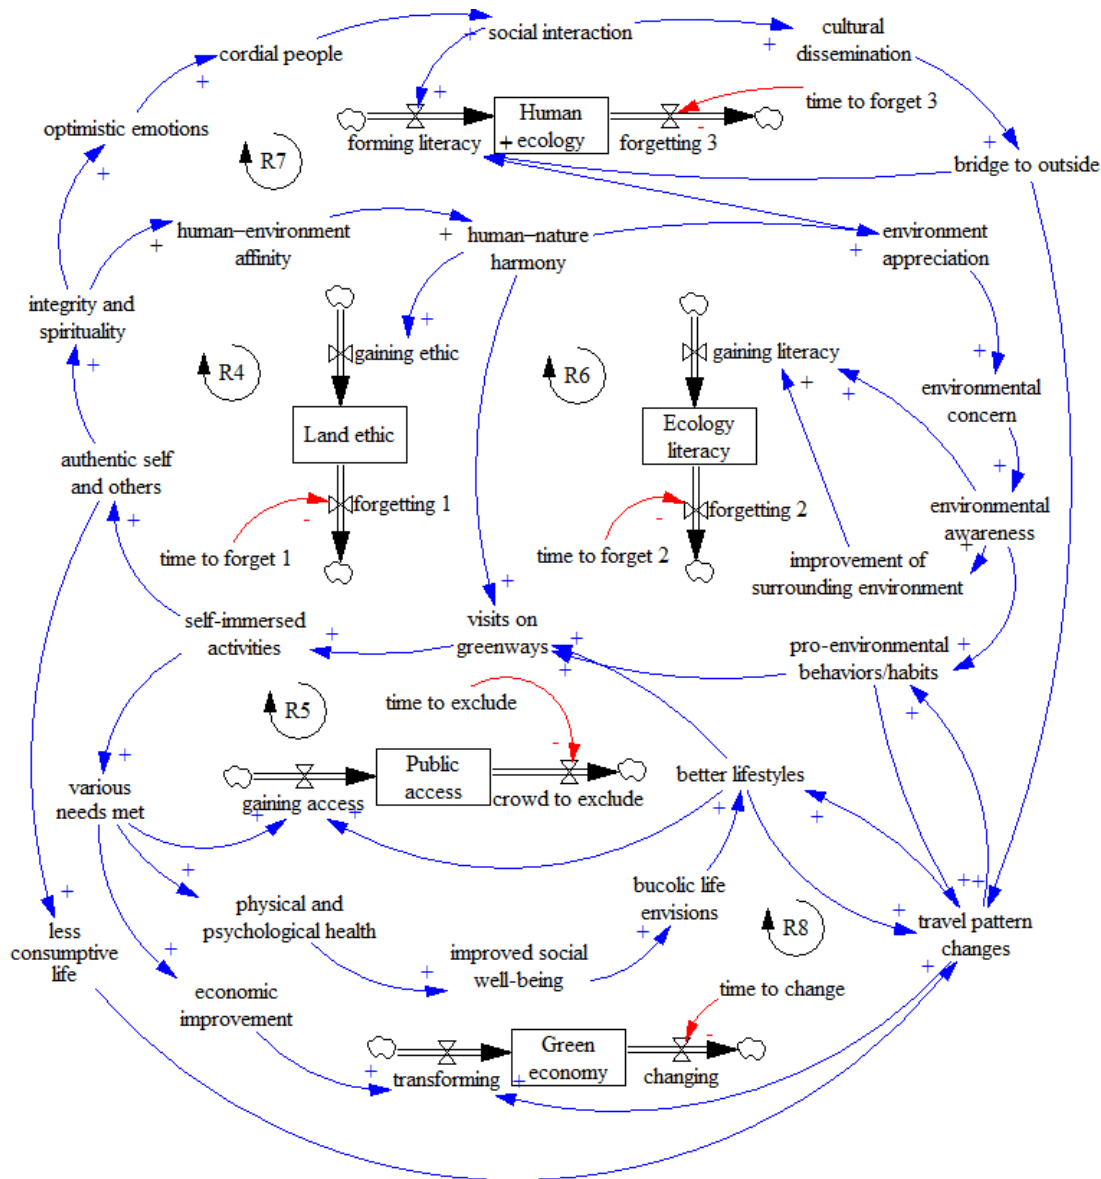 cordial people
social interaction
cultural
dissemination
optimistic emotions
R7
forming literacy
Human
ecology
forgetting 3
time to forget 3
bridge to outside
human–environment
affinity
human–nature
harmony
environment
appreciation
integrity and
spirituality
R4
gaining ethic
R6
gaining literacy
environmental
concern
Land ethic
Ecology
literacy
authentic self
and others
forgetting 1
time to forget 1
forgetting 2
time to forget 2
environmental
awareness
improvement of
surrounding environment
self-immersed
activities
visits on
greenways
pro-environmental
behaviors/habits
R5
time to exclude
various
needs met
gaining access
Public
access
crowd to exclude
better lifestyles
physical and
psychological health
bucolic life
envisions
R8
travel pattern
changes
less
consumptive
life
improved social
well-being
economic
improvement
time to change
transforming
Green
economy
changing